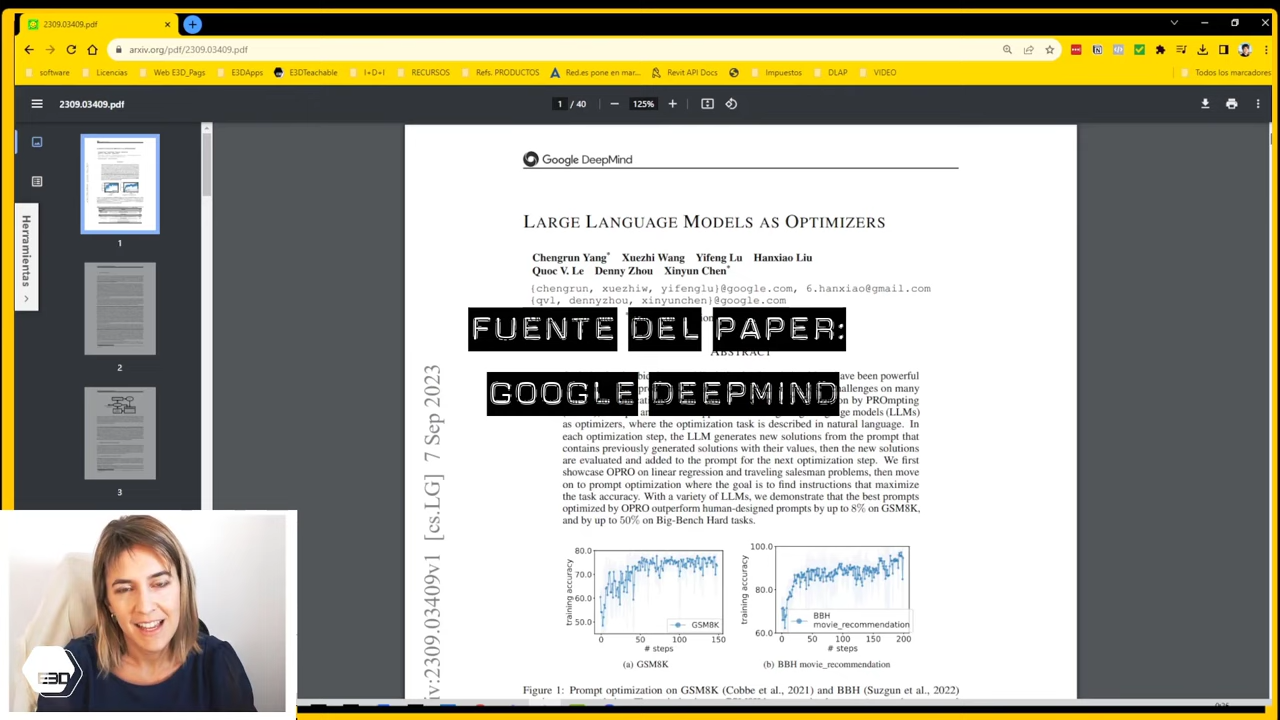 2309.03409.pdf
arxiv.org/pdf/2309.03409.pdf
software Licencias Web E3D_Pags E3DApps E3DTeachable I+D+I RECURSOS Refs. PRODUCTOS Red.es pone en mar... Revit API Docs Impuestos DLAP VIDEO Todos los marcadores
2309.03409.pdf 1 / 40 125%
Herramientas
1
2
3
Google DeepMind
LARGE LANGUAGE MODELS AS OPTIMIZERS
Chengrun Yang* Xuezhi Wang Yifeng Lu Hanxiao Liu
Quoc V. Le Denny Zhou Xinyun Chen*
{chengrun, xuezhiw, yifenglu}@google.com, 6.hanxiao@gmail.com
{qvl, dennyzhou, xinyunchen}@google.com
FUENTE DEL PAPER:
ABSTRACT
GOOGLE DEEPMIND
have been powerful
challenges on many
on by PROmpting
models (LLMs)
as optimizers, where the optimization task is described in natural language. In
each optimization step, the LLM generates new solutions from the prompt that
contains previously generated solutions with their values, then the new solutions
are evaluated and added to the prompt for the next optimization step. We first
showcase OPRO on linear regression and traveling salesman problems, then move
on to prompt optimization where the goal is to find instructions that maximize
the task accuracy. With a variety of LLMs, we demonstrate that the best prompts
optimized by OPRO outperform human-designed prompts by up to 8% on GSM8K,
and by up to 50% on Big-Bench Hard tasks.
iv:2309.03409v1 [cs.LG] 7 Sep 2023
training accuracy
80.0
70.0
60.0
50.0
GSM8K
0 50 100 150
# steps
(a) GSM8K
training accuracy
100.0
80.0
60.0
BBH
movie_recommendation
0 50 100 150 200
# steps
(b) BBH movie_recommendation
Figure 1: Prompt optimization on GSM8K (Cobbe et al., 2021) and BBH (Suzgun et al., 2022)
E3D